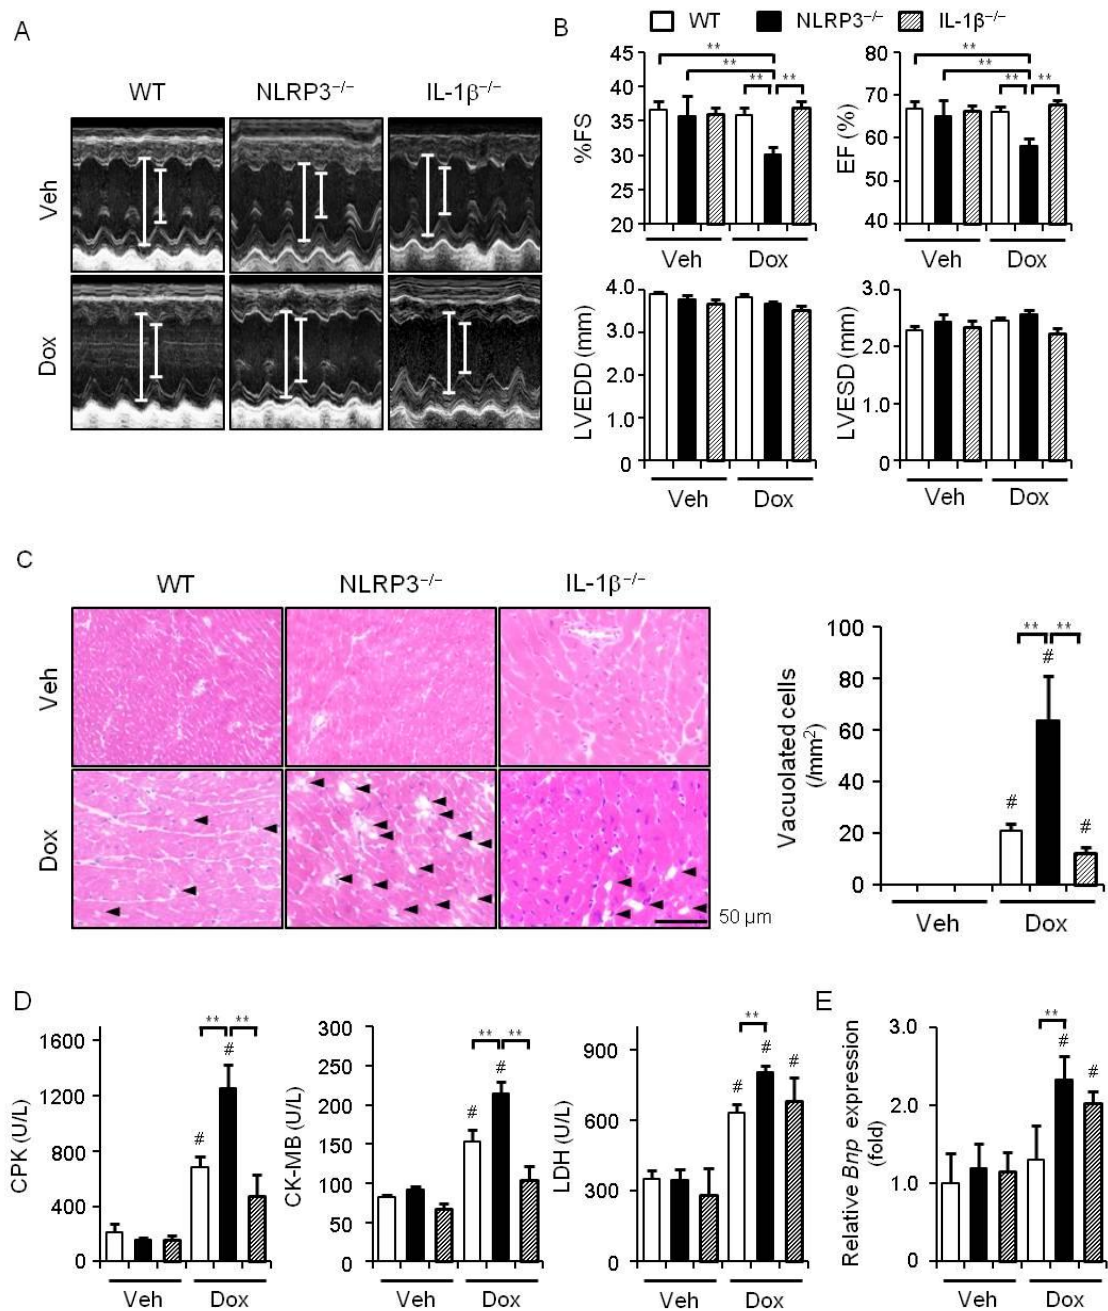 A
WT NLRP3⁻/⁻ IL-1β⁻/⁻
Veh
Dox
B
WT NLRP3⁻/⁻ IL-1β⁻/⁻
%FS
45
40
35
30
25
20
** ** ** **
Veh Dox
EF (%)
80
70
60
50
40
** ** ** **
Veh Dox
LVEDD (mm)
4.0
3.0
2.0
1.0
0
Veh Dox
LVESD (mm)
3.0
2.0
1.0
0
Veh Dox
C
WT NLRP3⁻/⁻ IL-1β⁻/⁻
Veh
Dox
50 µm
Vacuolated cells
(/mm²)
100
80
60
40
20
0
** **
# # #
Veh Dox
D
CPK (U/L)
1600
1200
800
400
0
** **
# #
Veh Dox
CK-MB (U/L)
300
250
200
150
100
50
0
** **
# #
Veh Dox
LDH (U/L)
900
600
300
0
**
# # #
Veh Dox
E
Relative Bnp expression
(fold)
3.0
2.0
1.0
0
**
# #
Veh Dox